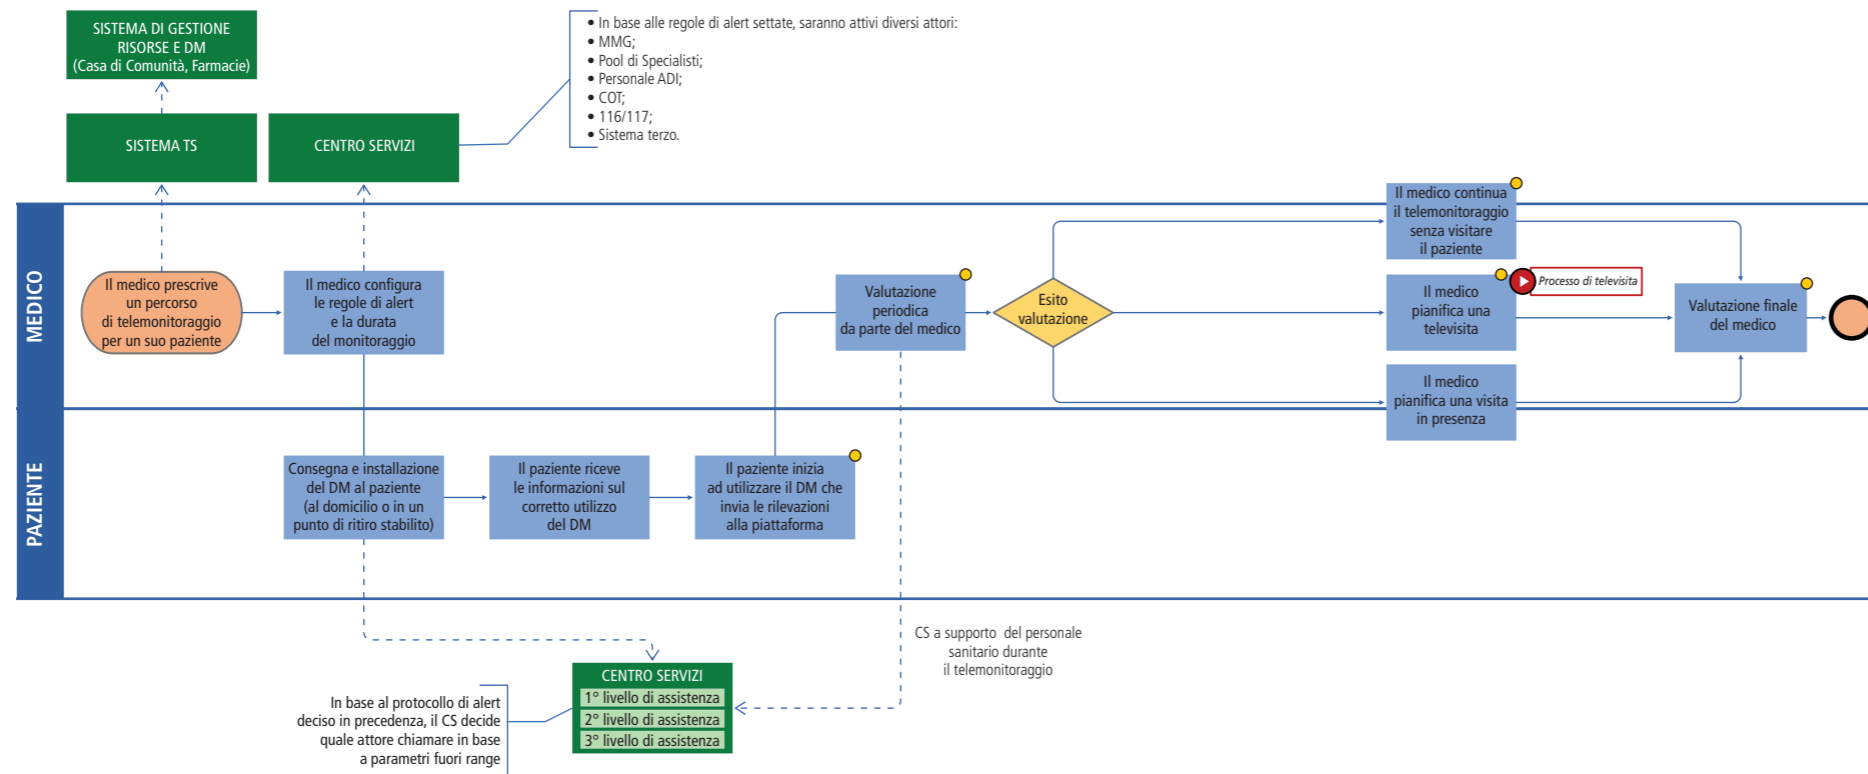 SISTEMA DI GESTIONE
RISORSE E DM
(Casa di Comunità, Farmacie)
SISTEMA TS
CENTRO SERVIZI
• In base alle regole di alert settate, saranno attivi diversi attori:
• MMG;
• Pool di Specialisti;
• Personale ADI;
• COT;
• 116/117;
• Sistema terzo.
MEDICO
Il medico prescrive
un percorso
di telemonitoraggio
per un suo paziente
Il medico configura
le regole di alert
e la durata
del monitoraggio
Valutazione
periodica
da parte del medico
Esito
valutazione
Il medico continua
il telemonitoraggio
senza visitare
il paziente
Il medico
pianifica una
televisita
Processo di televisita
Il medico
pianifica una visita
in presenza
Valutazione finale
del medico
PAZIENTE
Consegna e installazione
del DM al paziente
(al domicilio o in un
punto di ritiro stabilito)
Il paziente riceve
le informazioni sul
corretto utilizzo
del DM
Il paziente inizia
ad utilizzare il DM che
invia le rilevazioni
alla piattaforma
CS a supporto del personale
sanitario durante
il telemonitoraggio
CENTRO SERVIZI
1° livello di assistenza
2° livello di assistenza
3° livello di assistenza
In base al protocollo di alert
deciso in precedenza, il CS decide
quale attore chiamare in base
a parametri fuori range